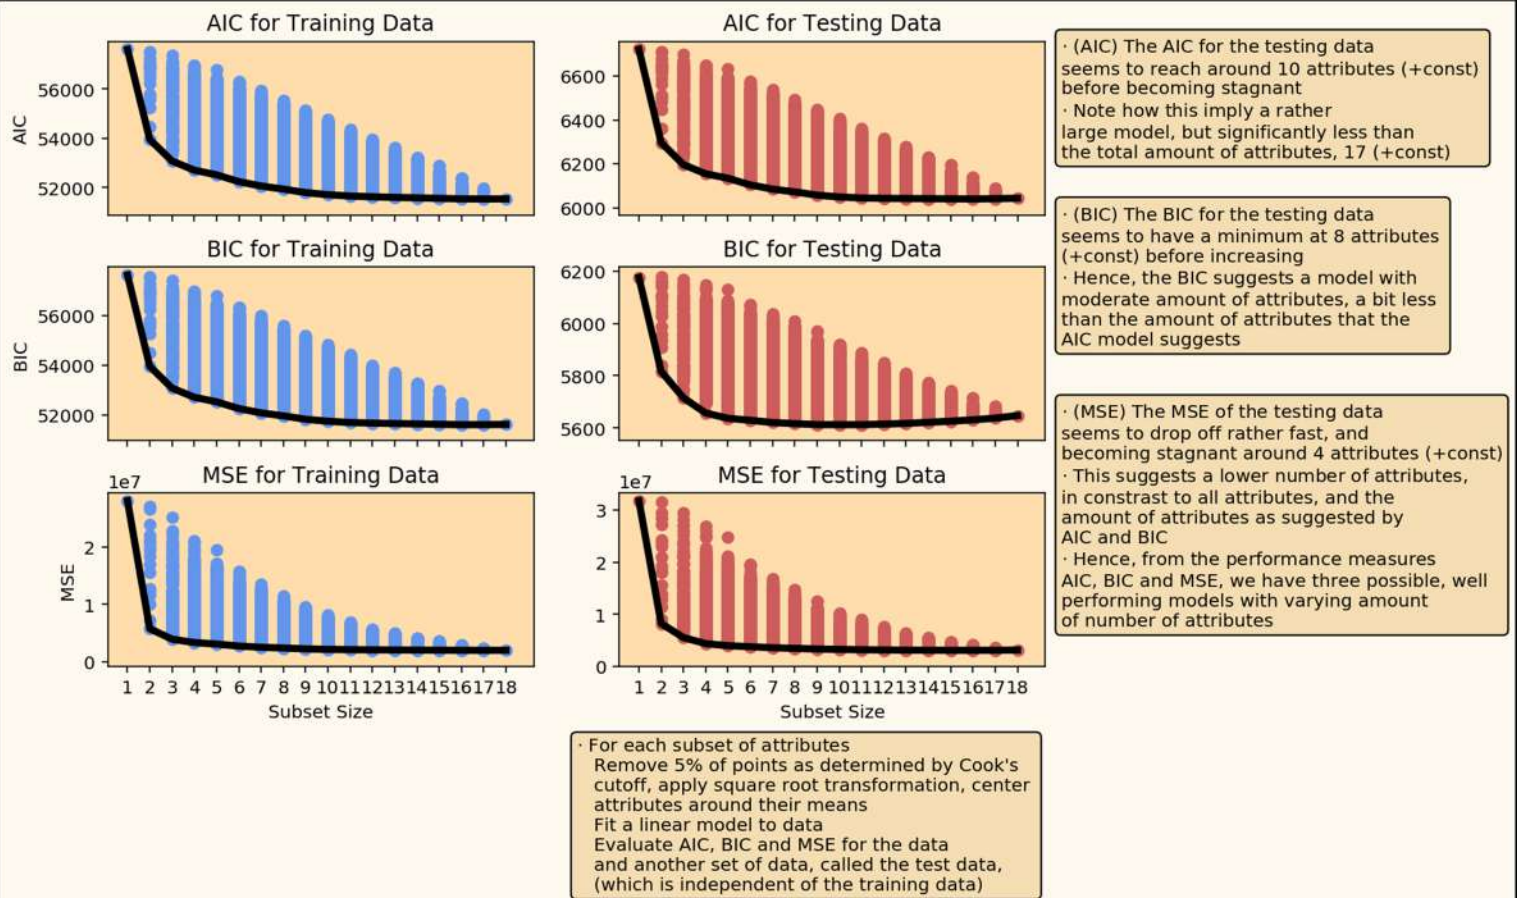 AIC for Training Data
AIC
56000
54000
52000
AIC for Testing Data
6600
6400
6200
6000
· (AIC) The AIC for the testing data
seems to reach around 10 attributes (+const)
before becoming stagnant
· Note how this imply a rather
large model, but significantly less than
the total amount of attributes, 17 (+const)
BIC for Training Data
BIC
56000
54000
52000
BIC for Testing Data
6200
6000
5800
5600
· (BIC) The BIC for the testing data
seems to have a minimum at 8 attributes
(+const) before increasing
· Hence, the BIC suggests a model with
moderate amount of attributes, a bit less
than the amount of attributes that the
AIC model suggests
MSE for Training Data
1e7
MSE
2
1
0
1 2 3 4 5 6 7 8 9 10 11 12 13 14 15 16 17 18
Subset Size
MSE for Testing Data
1e7
3
2
1
0
1 2 3 4 5 6 7 8 9 10 11 12 13 14 15 16 17 18
Subset Size
· (MSE) The MSE of the testing data
seems to drop off rather fast, and
becoming stagnant around 4 attributes (+const)
· This suggests a lower number of attributes,
in constrast to all attributes, and the
amount of attributes as suggested by
AIC and BIC
· Hence, from the performance measures
AIC, BIC and MSE, we have three possible, well
performing models with varying amount
of number of attributes
· For each subset of attributes
Remove 5% of points as determined by Cook's
cutoff, apply square root transformation, center
attributes around their means
Fit a linear model to data
Evaluate AIC, BIC and MSE for the data
and another set of data, called the test data,
(which is independent of the training data)